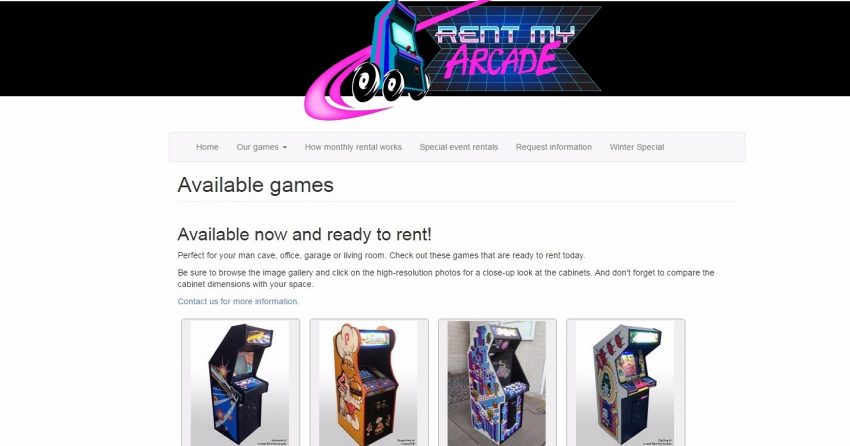 RENT MY
ARCADE
Home Our games How monthly rental works Special event rentals Request information Winter Special
Available games
Available now and ready to rent!
Perfect for your man cave, office, garage or living room. Check out these games that are ready to rent today.
Be sure to browse the image gallery and click on the high-resolution photos for a close-up look at the cabinets. And don't forget to compare the
cabinet dimensions with your space.
Contact us for more information.